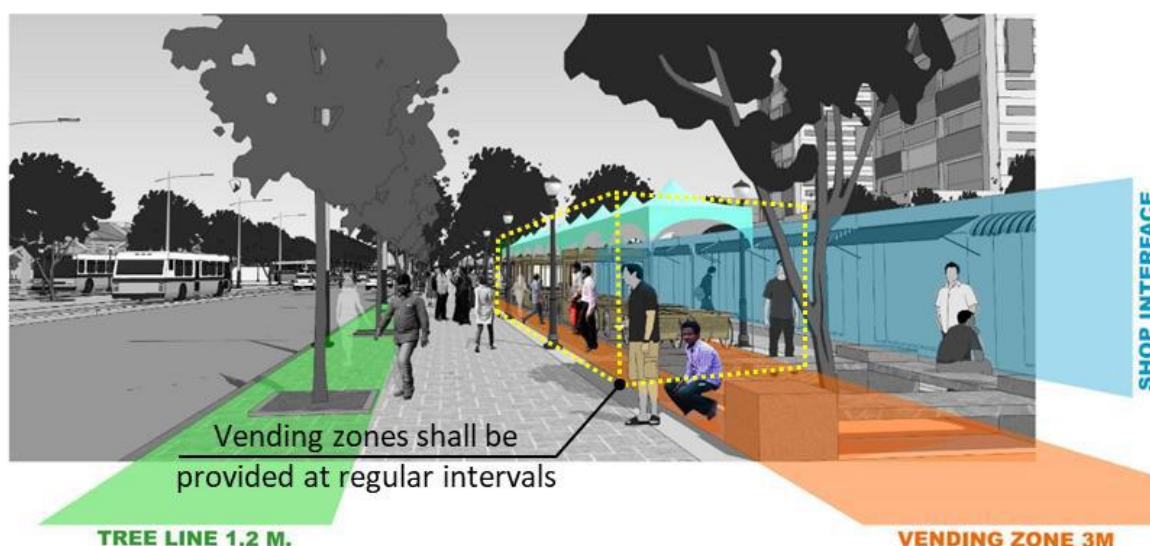 SHOP INTERFACE
Vending zones shall be
provided at regular intervals
TREE LINE 1.2 M.
VENDING ZONE 3M